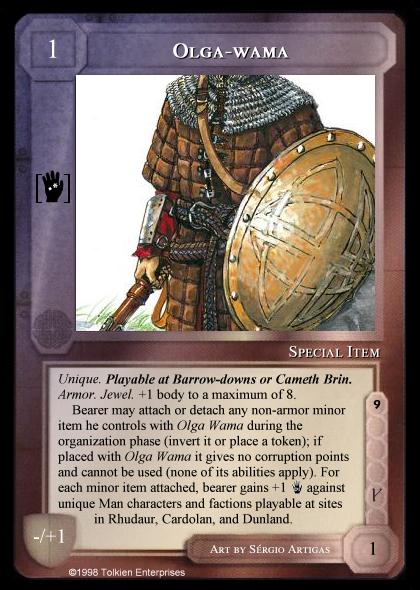 1
OLGA-WAMA
SPECIAL ITEM
Unique. Playable at Barrow-downs or Cameth Brin.
Armor. Jewel. +1 body to a maximum of 8.
Bearer may attach or detach any non-armor minor
item he controls with Olga Wama during the
organization phase (invert it or place a token); if
placed with Olga Wama it gives no corruption points
and cannot be used (none of its abilities apply). For
each minor item attached, bearer gains +1 against
unique Man characters and factions playable at sites
in Rhudaur, Cardolan, and Dunland.
9
-/+1
ART BY SÉRGIO ARTIGAS
1
©1998 Tolkien Enterprises